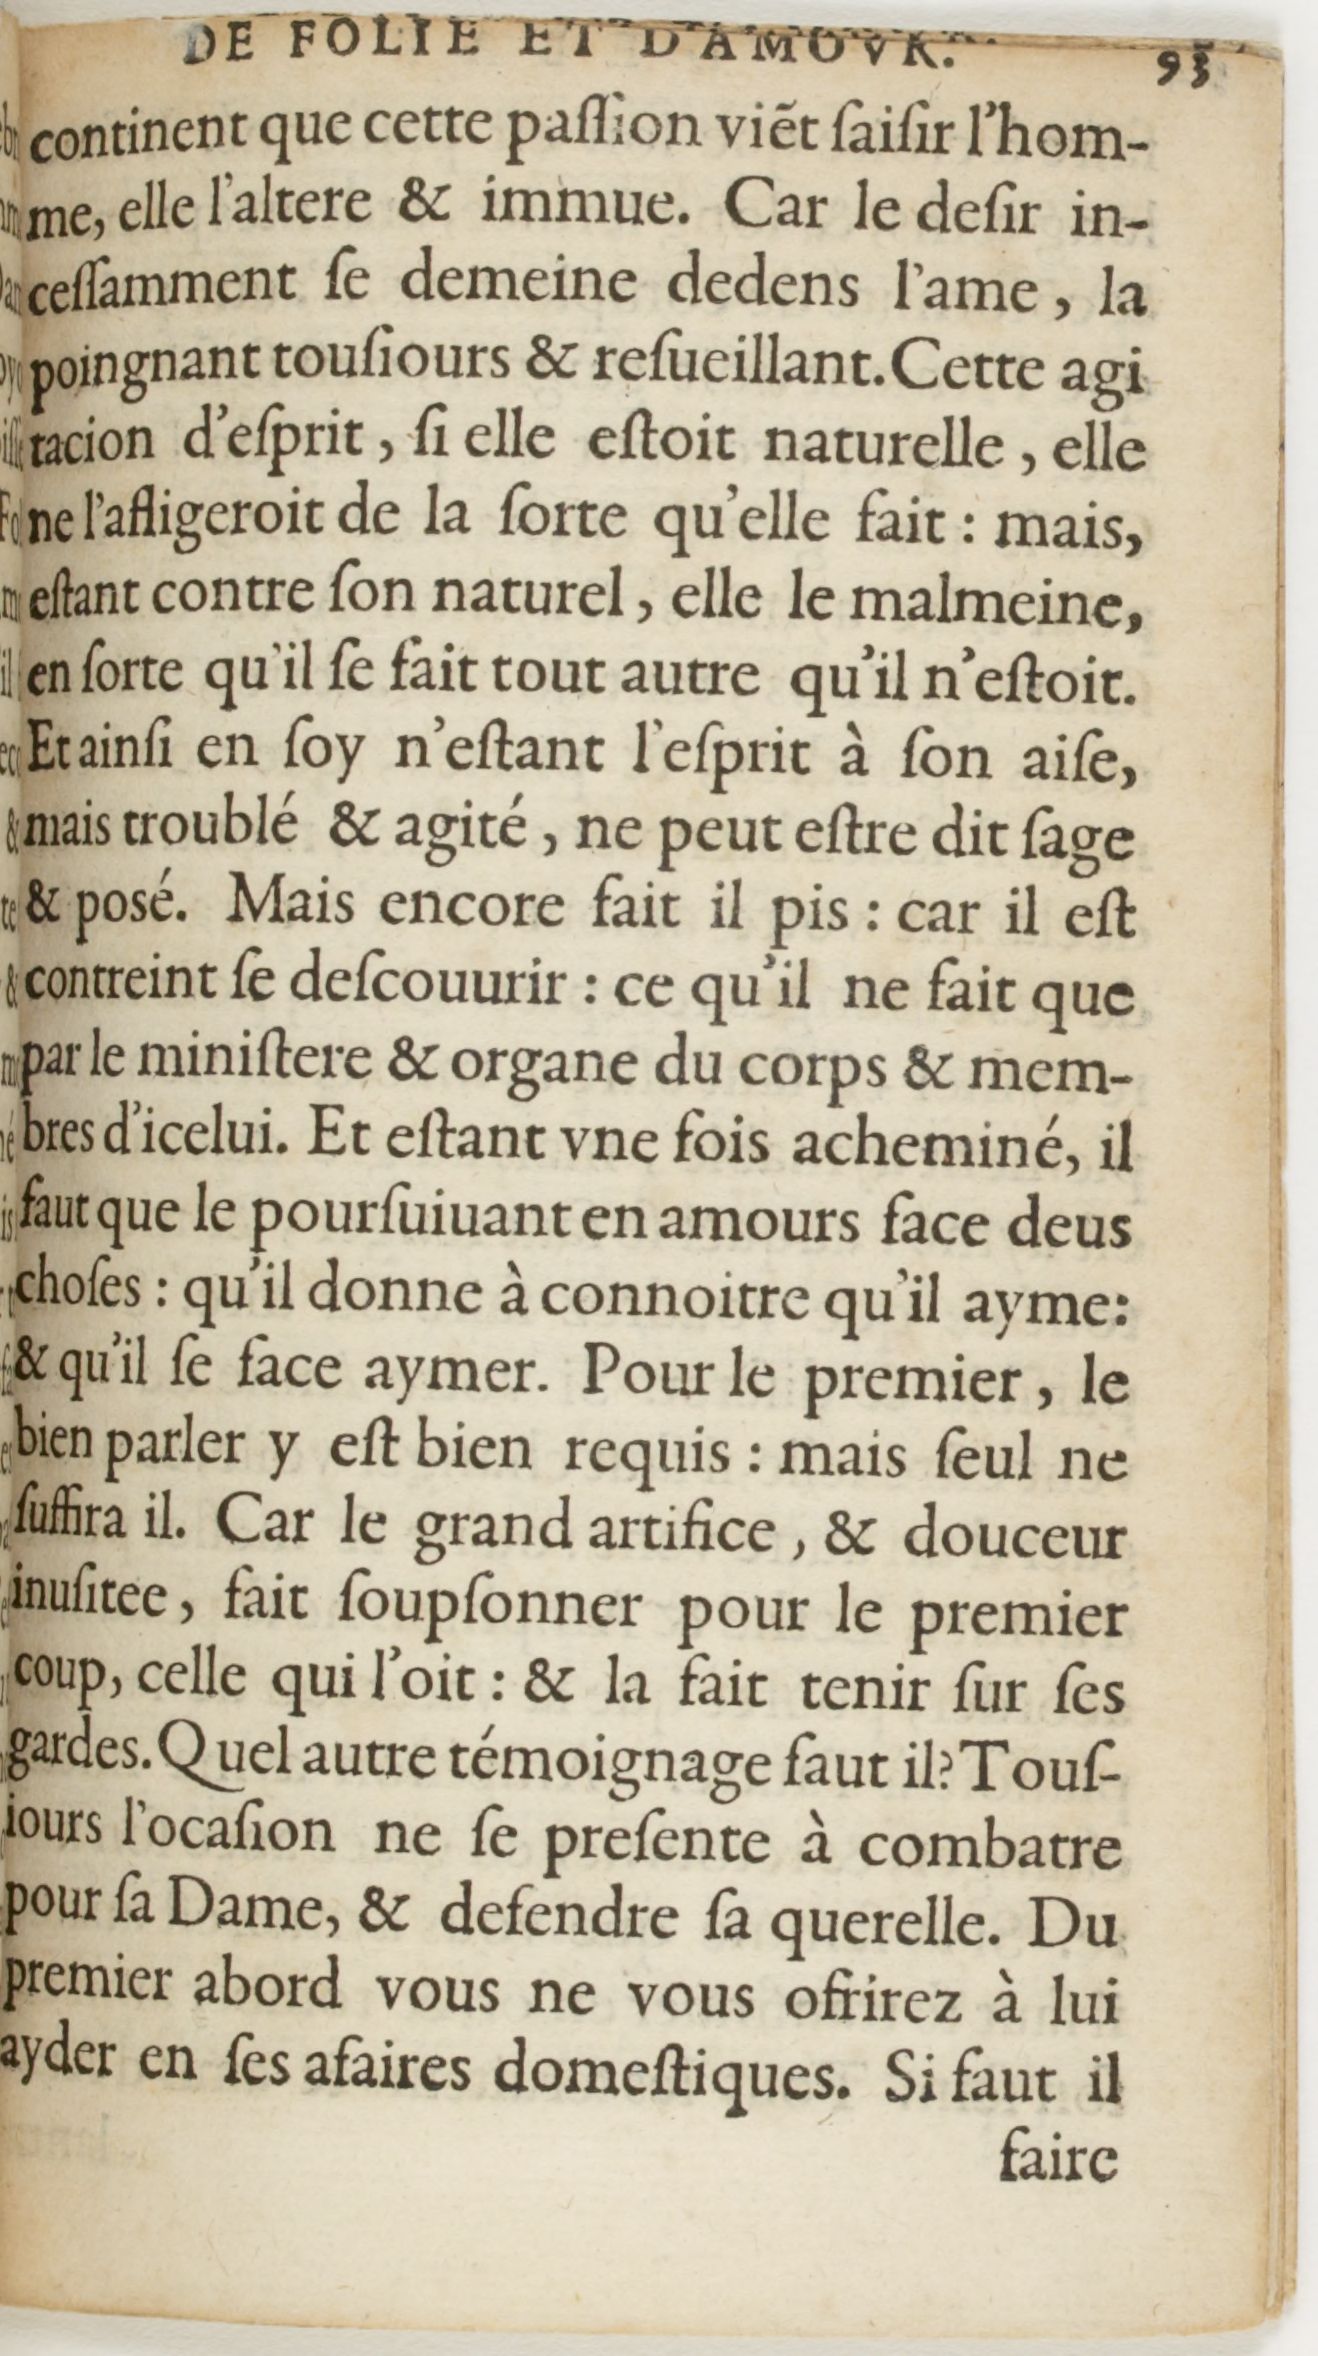 DE FOLIE ET D'AMOVR. 93
continent que cette paſſion viẽt ſaiſir l'hom-
me, elle l'altere & immue. Car le deſir in-
ceſſamment ſe demeine dedens l'ame, la
poingnant touſiours & reſueillant. Cette agi
tacion d'eſprit, ſi elle eſtoit naturelle, elle
ne l'afligeroit de la ſorte qu'elle fait : mais,
eſtant contre ſon naturel, elle le malmeine,
en ſorte qu'il ſe fait tout autre qu'il n'eſtoit.
Et ainſi en ſoy n'eſtant l'eſprit à ſon aiſe,
mais troublé & agité, ne peut eſtre dit ſage
& posé. Mais encore fait il pis : car il eſt
contreint ſe deſcouurir : ce qu'il ne fait que
par le miniſtere & organe du corps & mem-
bres d'icelui. Et eſtant vne fois acheminé, il
faut que le pourſuiuant en amours face deus
choſes : qu'il donne à connoitre qu'il ayme:
& qu'il ſe face aymer. Pour le premier, le
bien parler y eſt bien requis : mais ſeul ne
ſuffira il. Car le grand artifice, & douceur
inuſitee, fait ſoupſonner pour le premier
coup, celle qui l'oit : & la fait tenir ſur ſes
gardes. Quel autre témoignage faut il? Touſ-
iours l'ocaſion ne ſe preſente à combatre
pour ſa Dame, & defendre ſa querelle. Du
premier abord vous ne vous ofrirez à lui
ayder en ſes afaires domeſtiques. Si faut il
faire